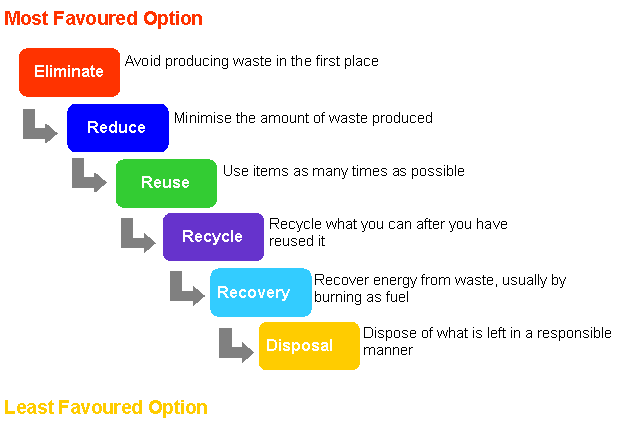 Most Favoured Option
Eliminate
Avoid producing waste in the first place
Reduce
Minimise the amount of waste produced
Reuse
Use items as many times as possible
Recycle
Recycle what you can after you have
reused it
Recovery
Recover energy from waste, usually by
burning as fuel
Disposal
Dispose of what is left in a responsible
manner
Least Favoured Option